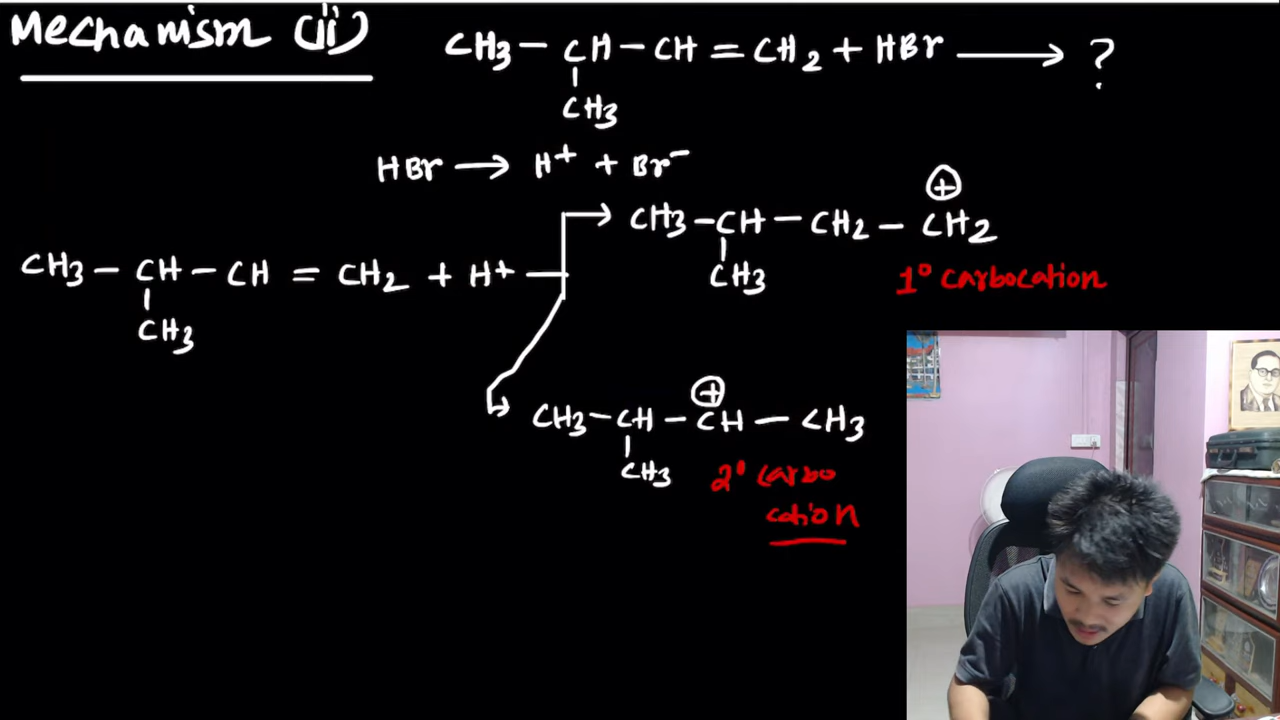 Mechanism (ii)
CH3 – CH – CH = CH2 + HBr ⟶ ?
CH3
HBr ⟶ H+ + Br–
CH3 – CH – CH2 – CH2
⊕
CH3
1° carbocation
CH3 – CH – CH = CH2 + H+
CH3
⊕
CH3 – CH – CH – CH3
CH3
2° carbo
cation